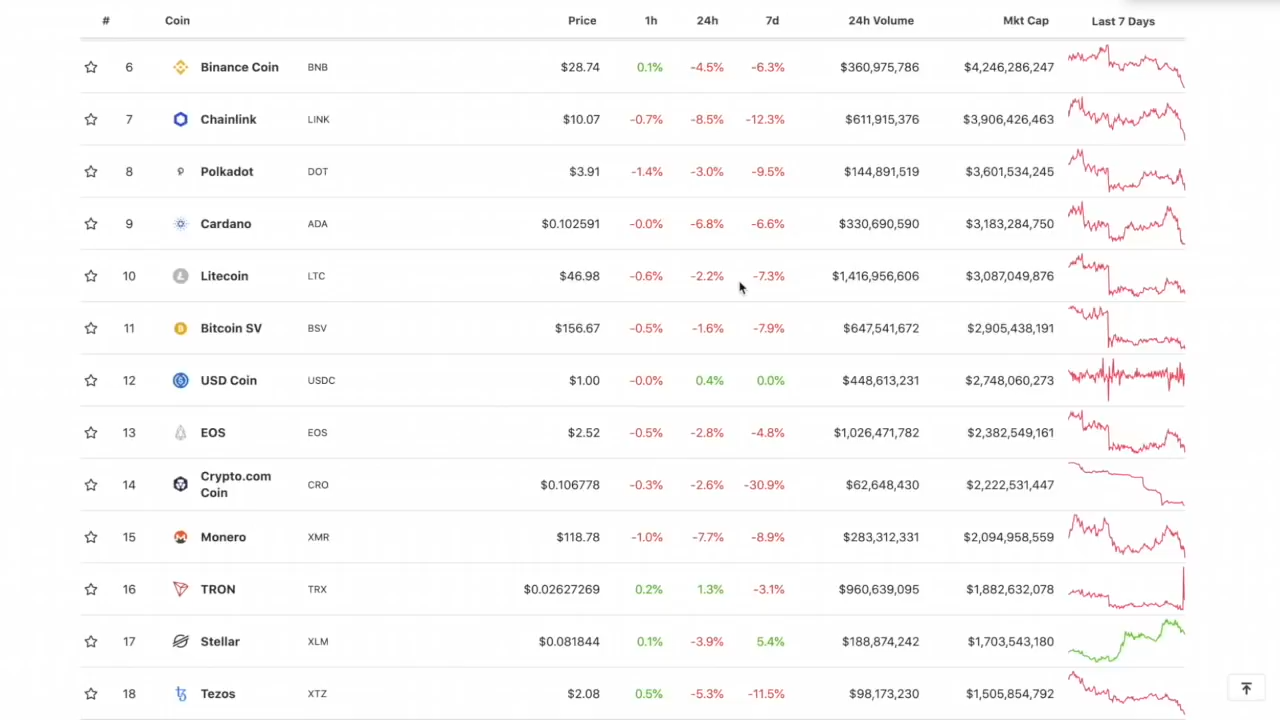 # Coin Price 1h 24h 7d 24h Volume Mkt Cap Last 7 Days
6 Binance Coin BNB $28.74 0.1% -4.5% -6.3% $360,975,786 $4,246,286,247
7 Chainlink LINK $10.07 -0.7% -8.5% -12.3% $611,915,376 $3,906,426,463
8 Polkadot DOT $3.91 -1.4% -3.0% -9.5% $144,891,519 $3,601,534,245
9 Cardano ADA $0.102591 -0.0% -6.8% -6.6% $330,690,590 $3,183,284,750
10 Litecoin LTC $46.98 -0.6% -2.2% -7.3% $1,416,956,606 $3,087,049,876
11 Bitcoin SV BSV $156.67 -0.5% -1.6% -7.9% $647,541,672 $2,905,438,191
12 USD Coin USDC $1.00 -0.0% 0.4% 0.0% $448,613,231 $2,748,060,273
13 EOS EOS $2.52 -0.5% -2.8% -4.8% $1,026,471,782 $2,382,549,161
14 Crypto.com Coin CRO $0.106778 -0.3% -2.6% -30.9% $62,648,430 $2,222,531,447
15 Monero XMR $118.78 -1.0% -7.7% -8.9% $283,312,331 $2,094,958,559
16 TRON TRX $0.02627269 0.2% 1.3% -3.1% $960,639,095 $1,882,632,078
17 Stellar XLM $0.081844 0.1% -3.9% 5.4% $188,874,242 $1,703,543,180
18 Tezos XTZ $2.08 0.5% -5.3% -11.5% $98,173,230 $1,505,854,792